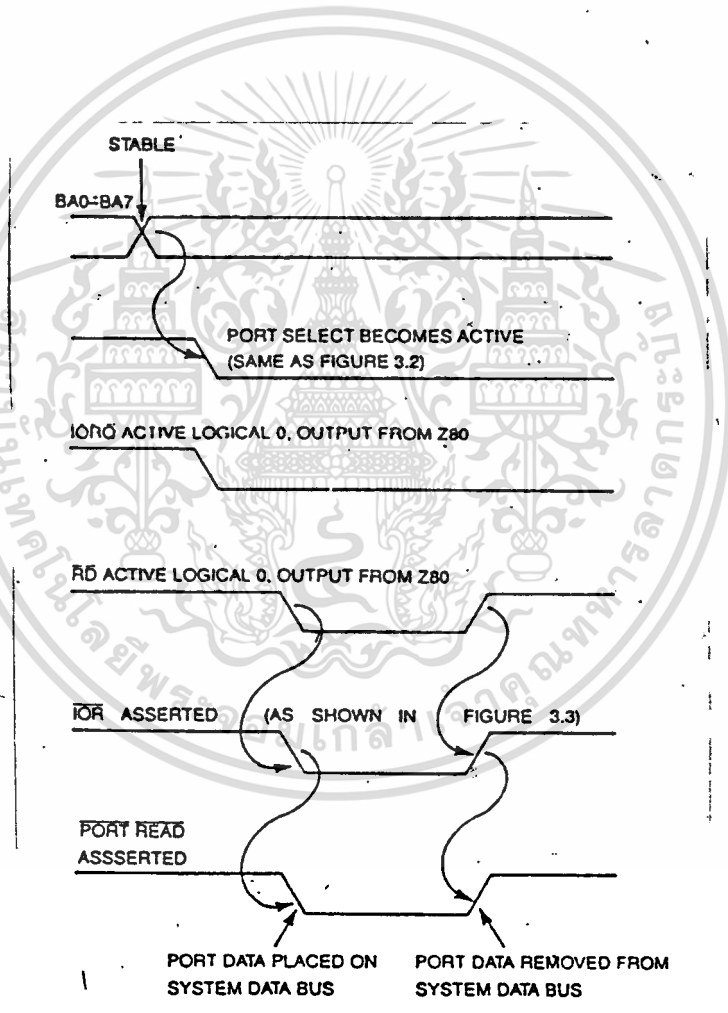 STABLE
BA0-BA7
PORT SELECT BECOMES ACTIVE
(SAME AS FIGURE 3.2)
IORQ ACTIVE LOGICAL 0, OUTPUT FROM Z80
RD ACTIVE LOGICAL 0, OUTPUT FROM Z80
IOR ASSERTED (AS SHOWN IN FIGURE 3.3)
PORT READ
ASSSERTED
PORT DATA PLACED ON
SYSTEM DATA BUS
PORT DATA REMOVED FROM
SYSTEM DATA BUS